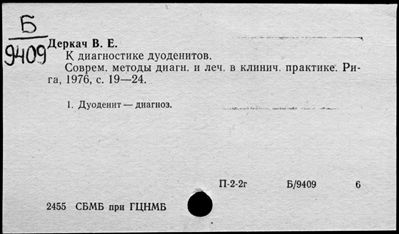 Б
9409
Деркач В. Е.
К диагностике дуоденитов.
Соврем. методы диагн. и леч. в клинич. практике. Ри-
га, 1976, с. 19—24.
1. Дуоденит — диагноз.
П-2-2г Б/9409 6
2455 СБМБ при ГЦНМБ